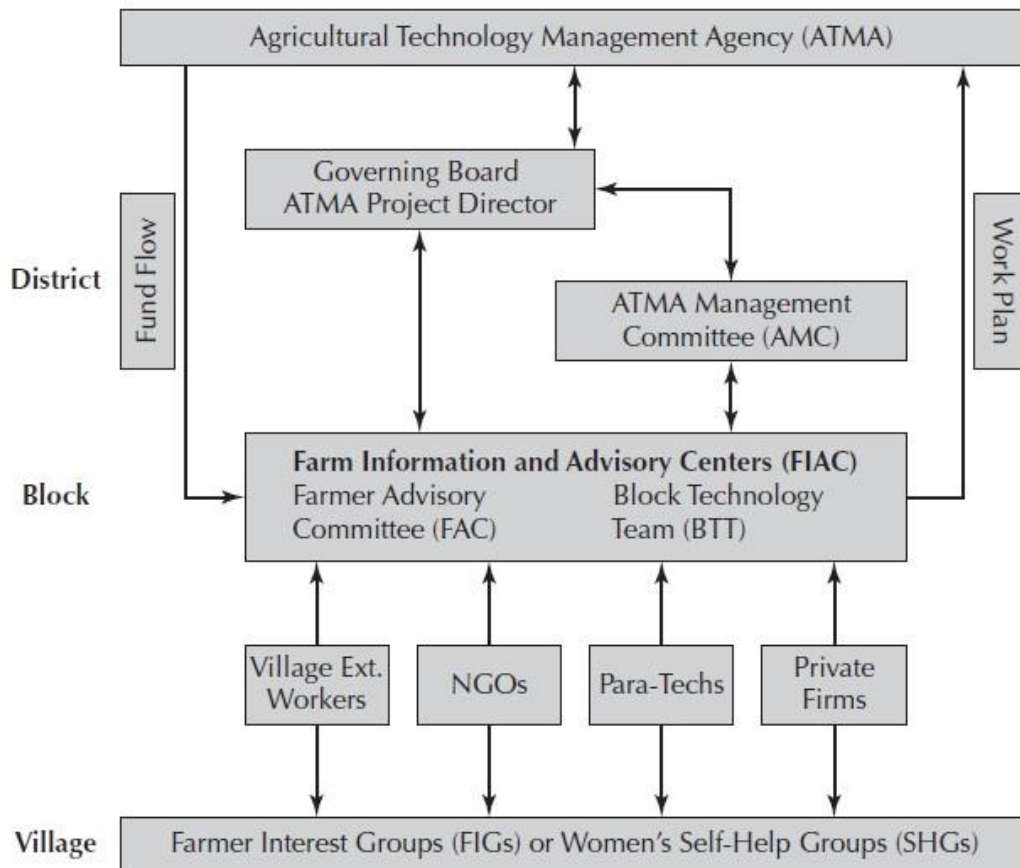 Agricultural Technology Management Agency (ATMA)
Governing Board
ATMA Project Director
Fund Flow
Work Plan
District
ATMA Management
Committee (AMC)
Farm Information and Advisory Centers (FIAC)
Block
Farmer Advisory
Committee (FAC)
Block Technology
Team (BTT)
Village Ext.
Workers
NGOs
Para-Techs
Private
Firms
Village
Farmer Interest Groups (FIGs) or Women's Self-Help Groups (SHGs)